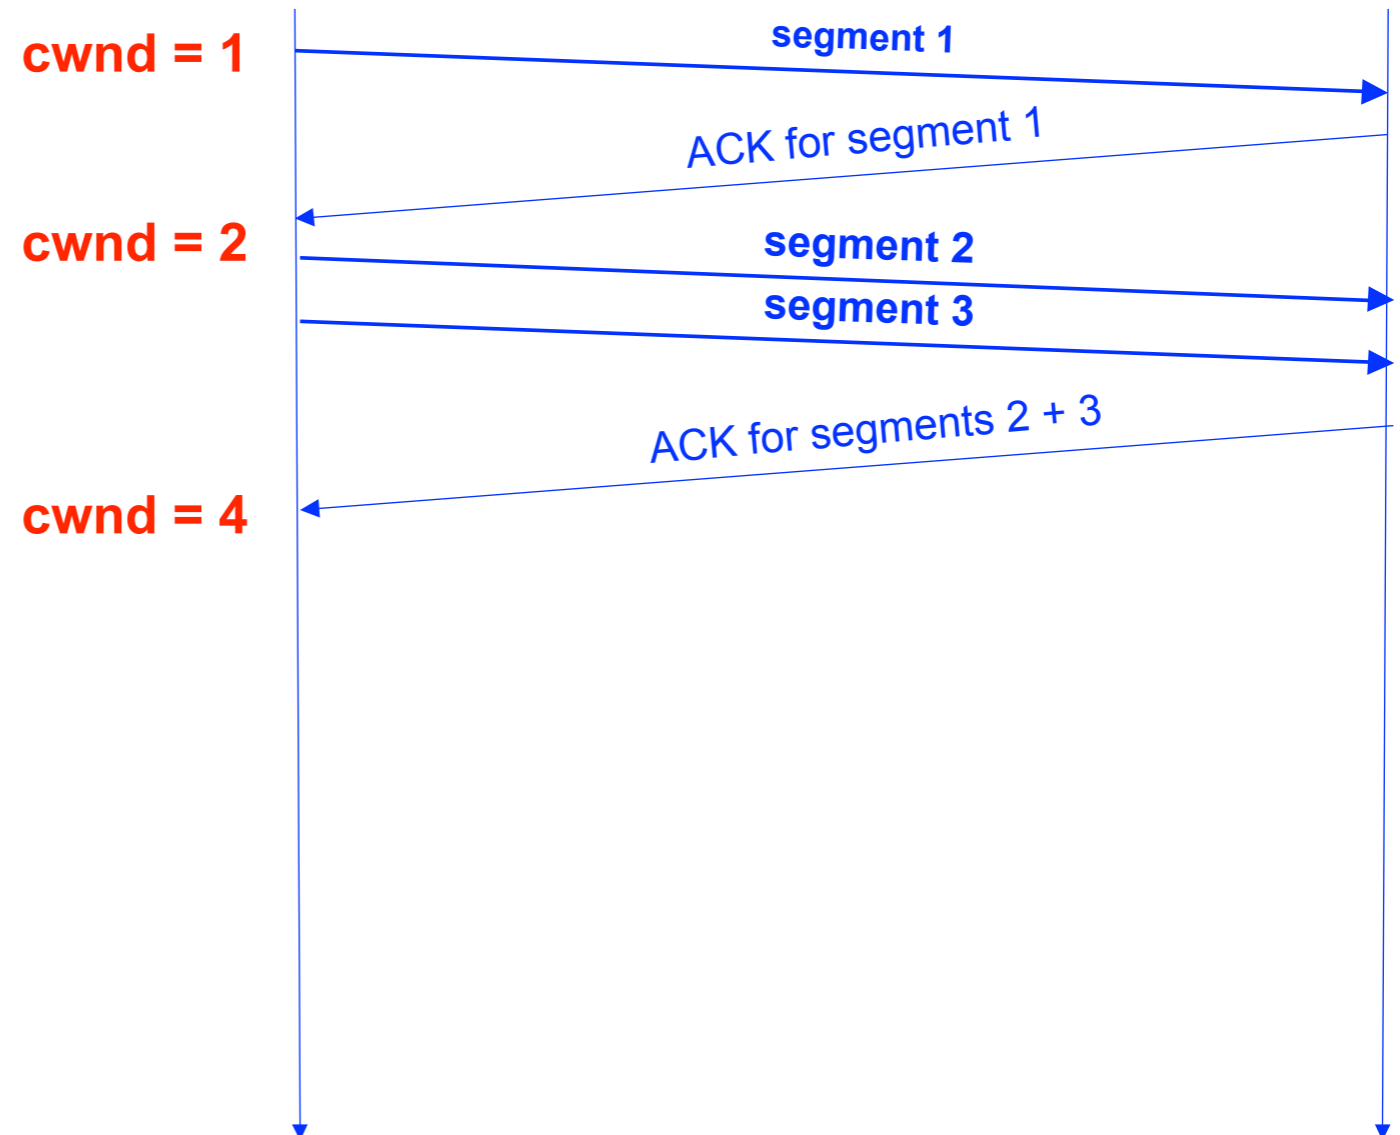 cwnd = 1
segment 1
ACK for segment 1
cwnd = 2
segment 2
segment 3
ACK for segments 2 + 3
cwnd = 4